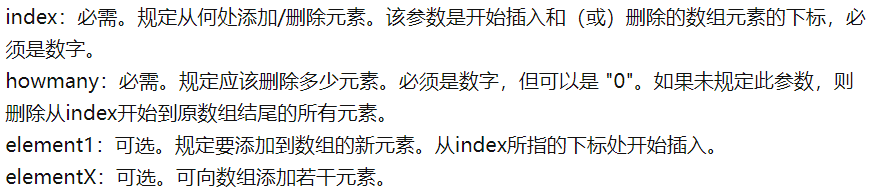 index：必需。规定从何处添加/删除元素。该参数是开始插入和（或）删除的数组元素的下标，必
须是数字。
howmany：必需。规定应该删除多少元素。必须是数字，但可以是 "0"。如果未规定此参数，则
删除从index开始到原数组结尾的所有元素。
element1：可选。规定要添加到数组的新元素。从index所指的下标处开始插入。
elementX：可选。可向数组添加若干元素。